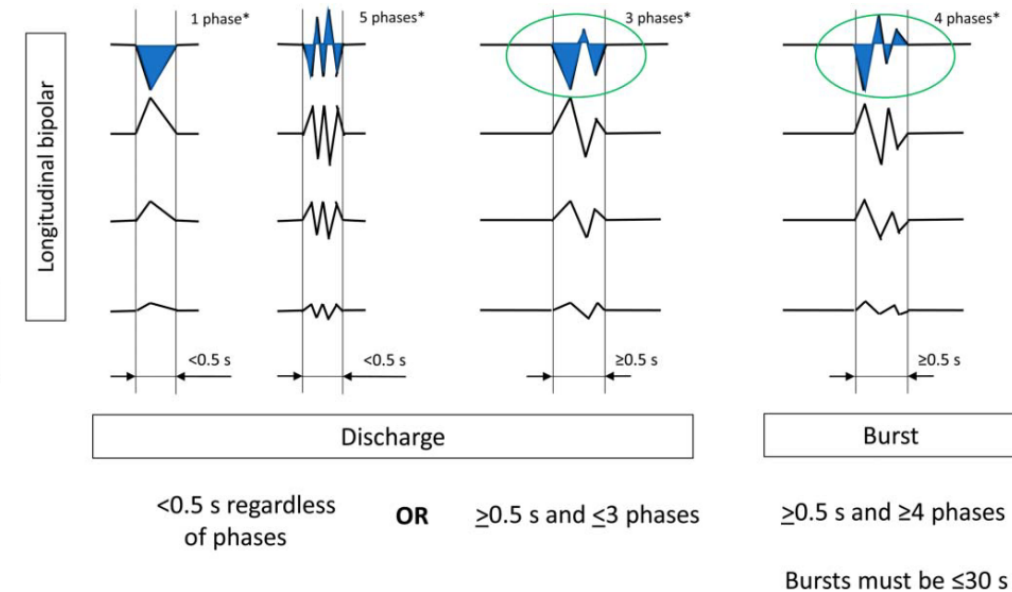 1 phase*
5 phases*
3 phases*
4 phases*
Longitudinal bipolar
<0.5 s
<0.5 s
≥0.5 s
≥0.5 s
Discharge
Burst
<0.5 s regardless
of phases
OR
≥0.5 s and ≤3 phases
≥0.5 s and ≥4 phases
Bursts must be ≤30 s